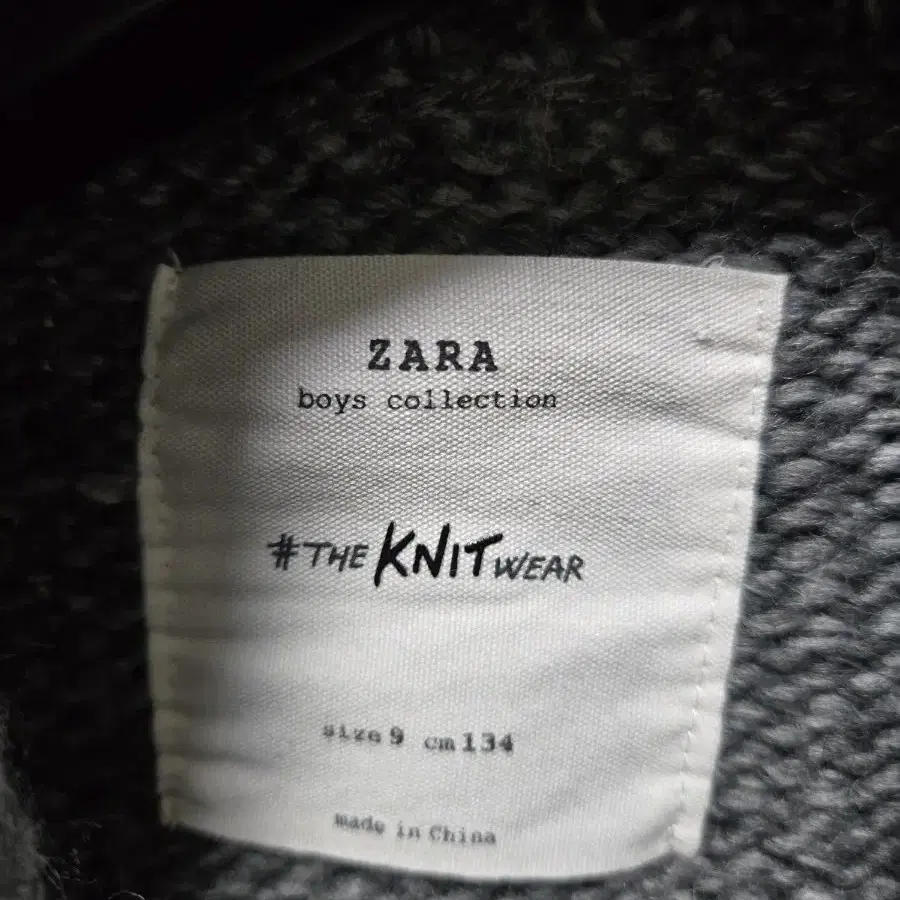 ZARA
boys collection
#THE KNITWEAR
size 9 cm 134
made in China